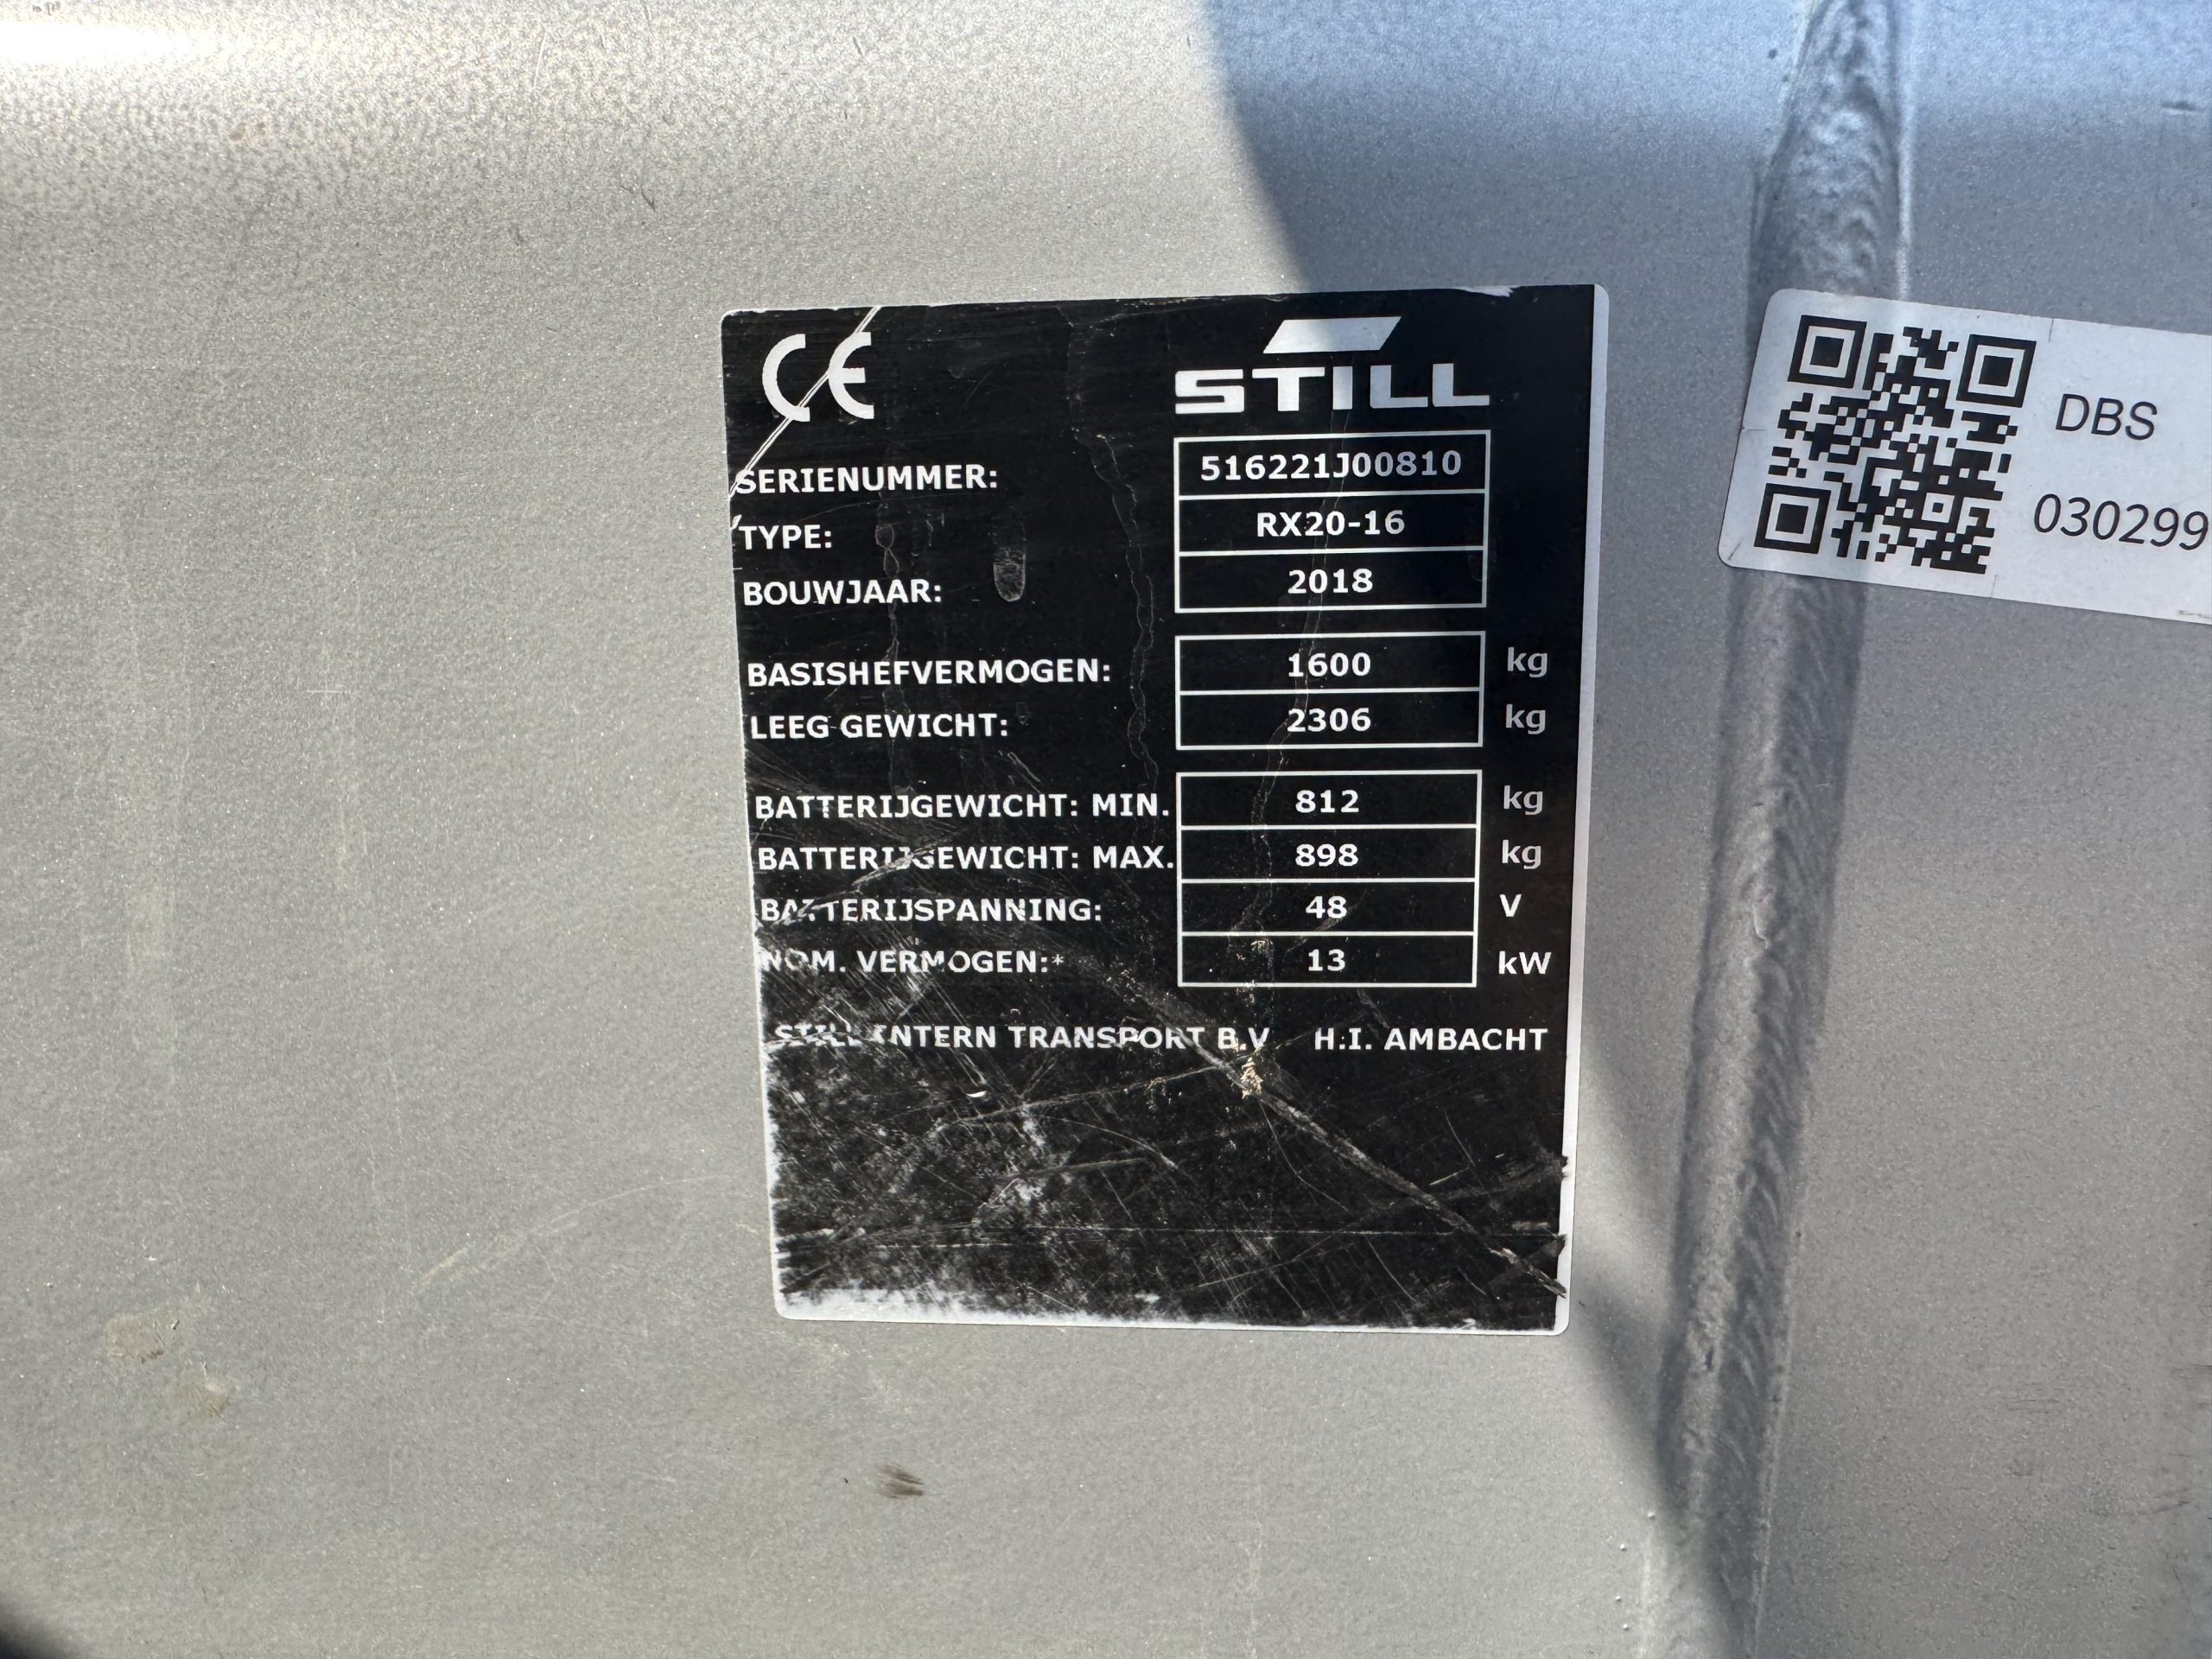 CE STILL
SERIENUMMER: 516221J00810
TYPE: RX20-16
BOUWJAAR: 2018
BASISHEFVERMOGEN: 1600 kg
LEEG GEWICHT: 2306 kg
BATTERIJGEWICHT: MIN. 812 kg
BATTERIJGEWICHT: MAX. 898 kg
BATTERIJSPANNING: 48 V
NOM. VERMOGEN:* 13 kW
STILL INTERN TRANSPORT B.V H.I. AMBACHT
DBS
030299